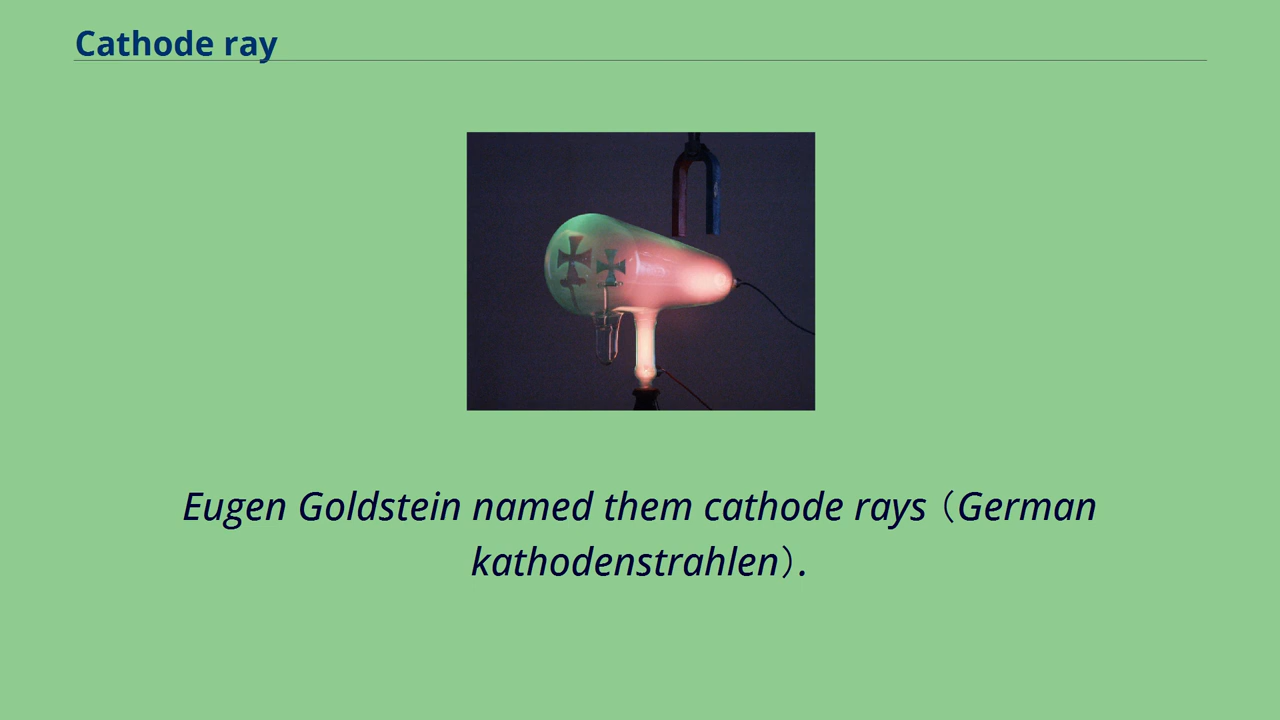 Cathode ray
Eugen Goldstein named them cathode rays（German
kathodenstrahlen）.